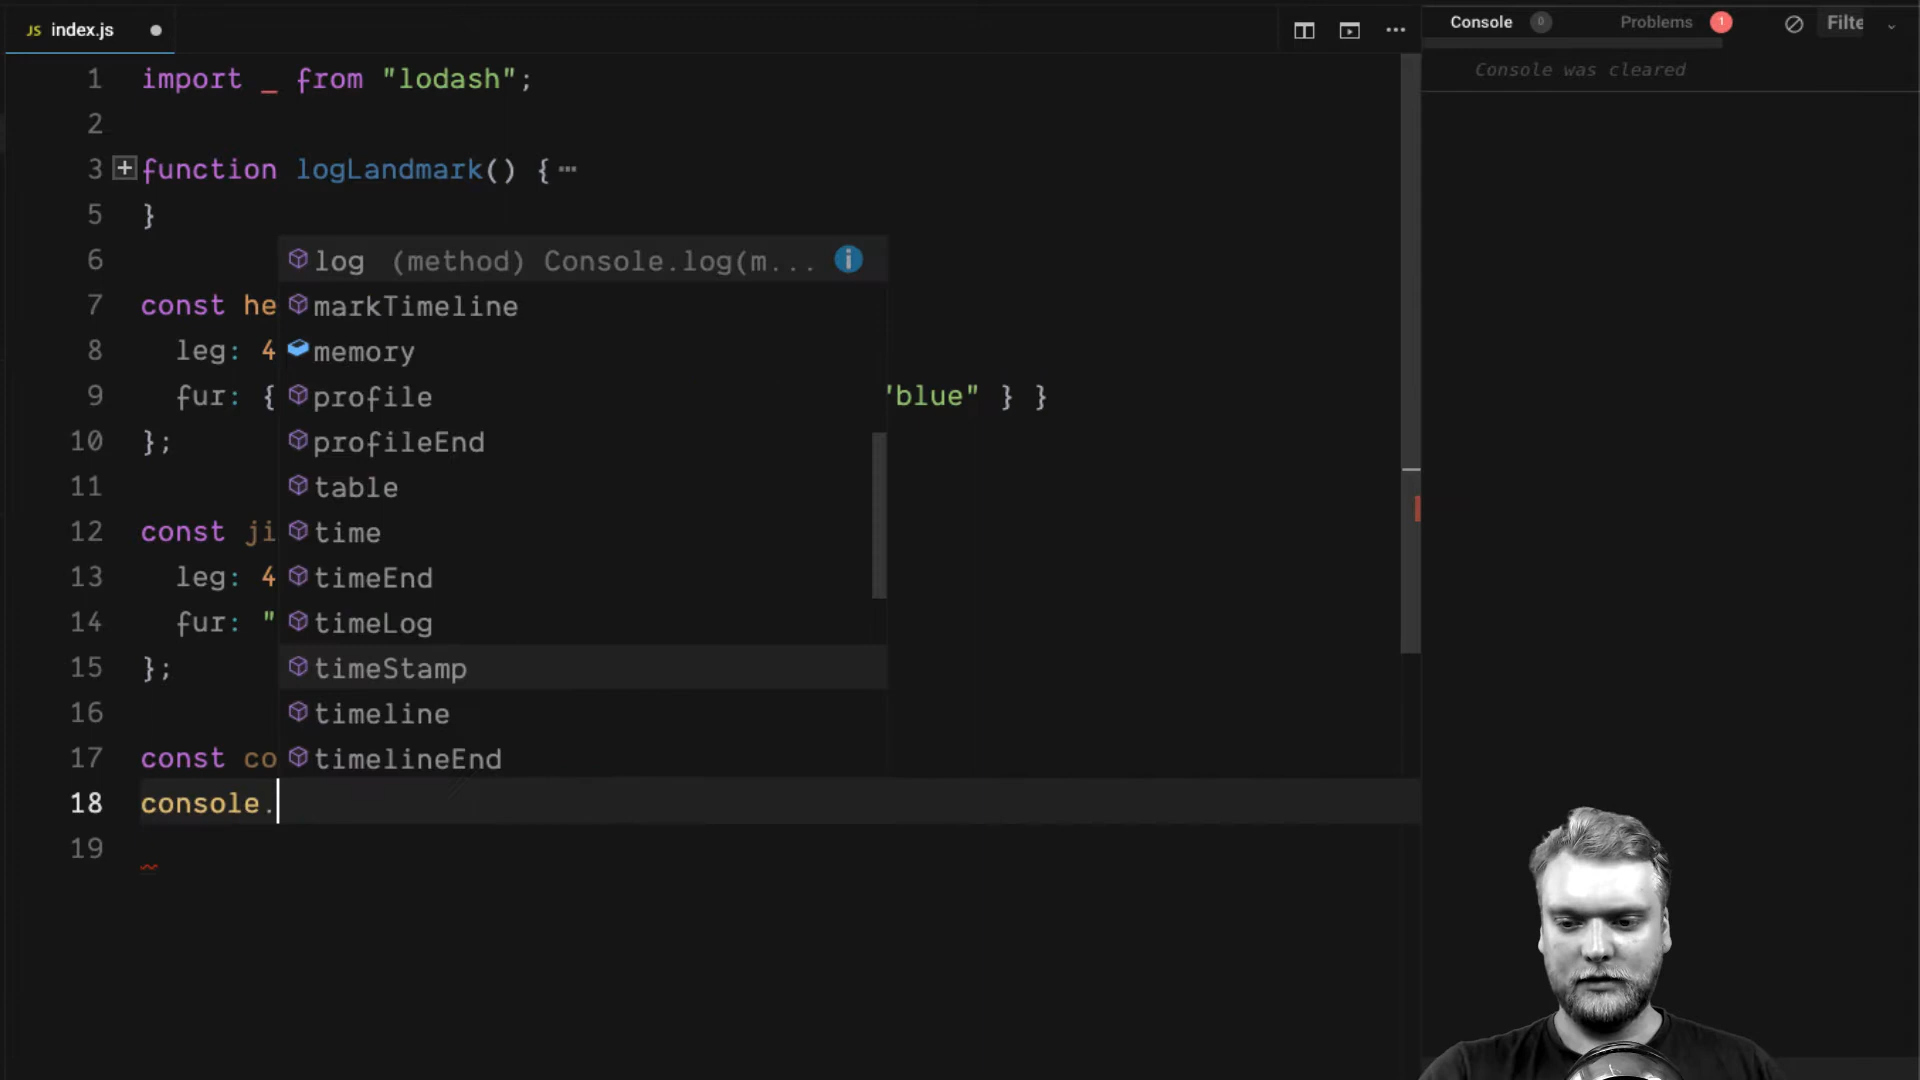 JS index.js
Console 0 Problems 1 Filte
Console was cleared
1 import _ from "lodash";
2
3 function logLandmark() {
5 }
6 log (method) Console.log(m...
7 const he markTimeline
8 leg: 4 memory
9 fur: { profile "blue" } }
10 }; profileEnd
11 table
12 const ji time
13 leg: 4 timeEnd
14 fur: " timeLog
15 }; timeStamp
16 timeline
17 const co timelineEnd
18 console.
19